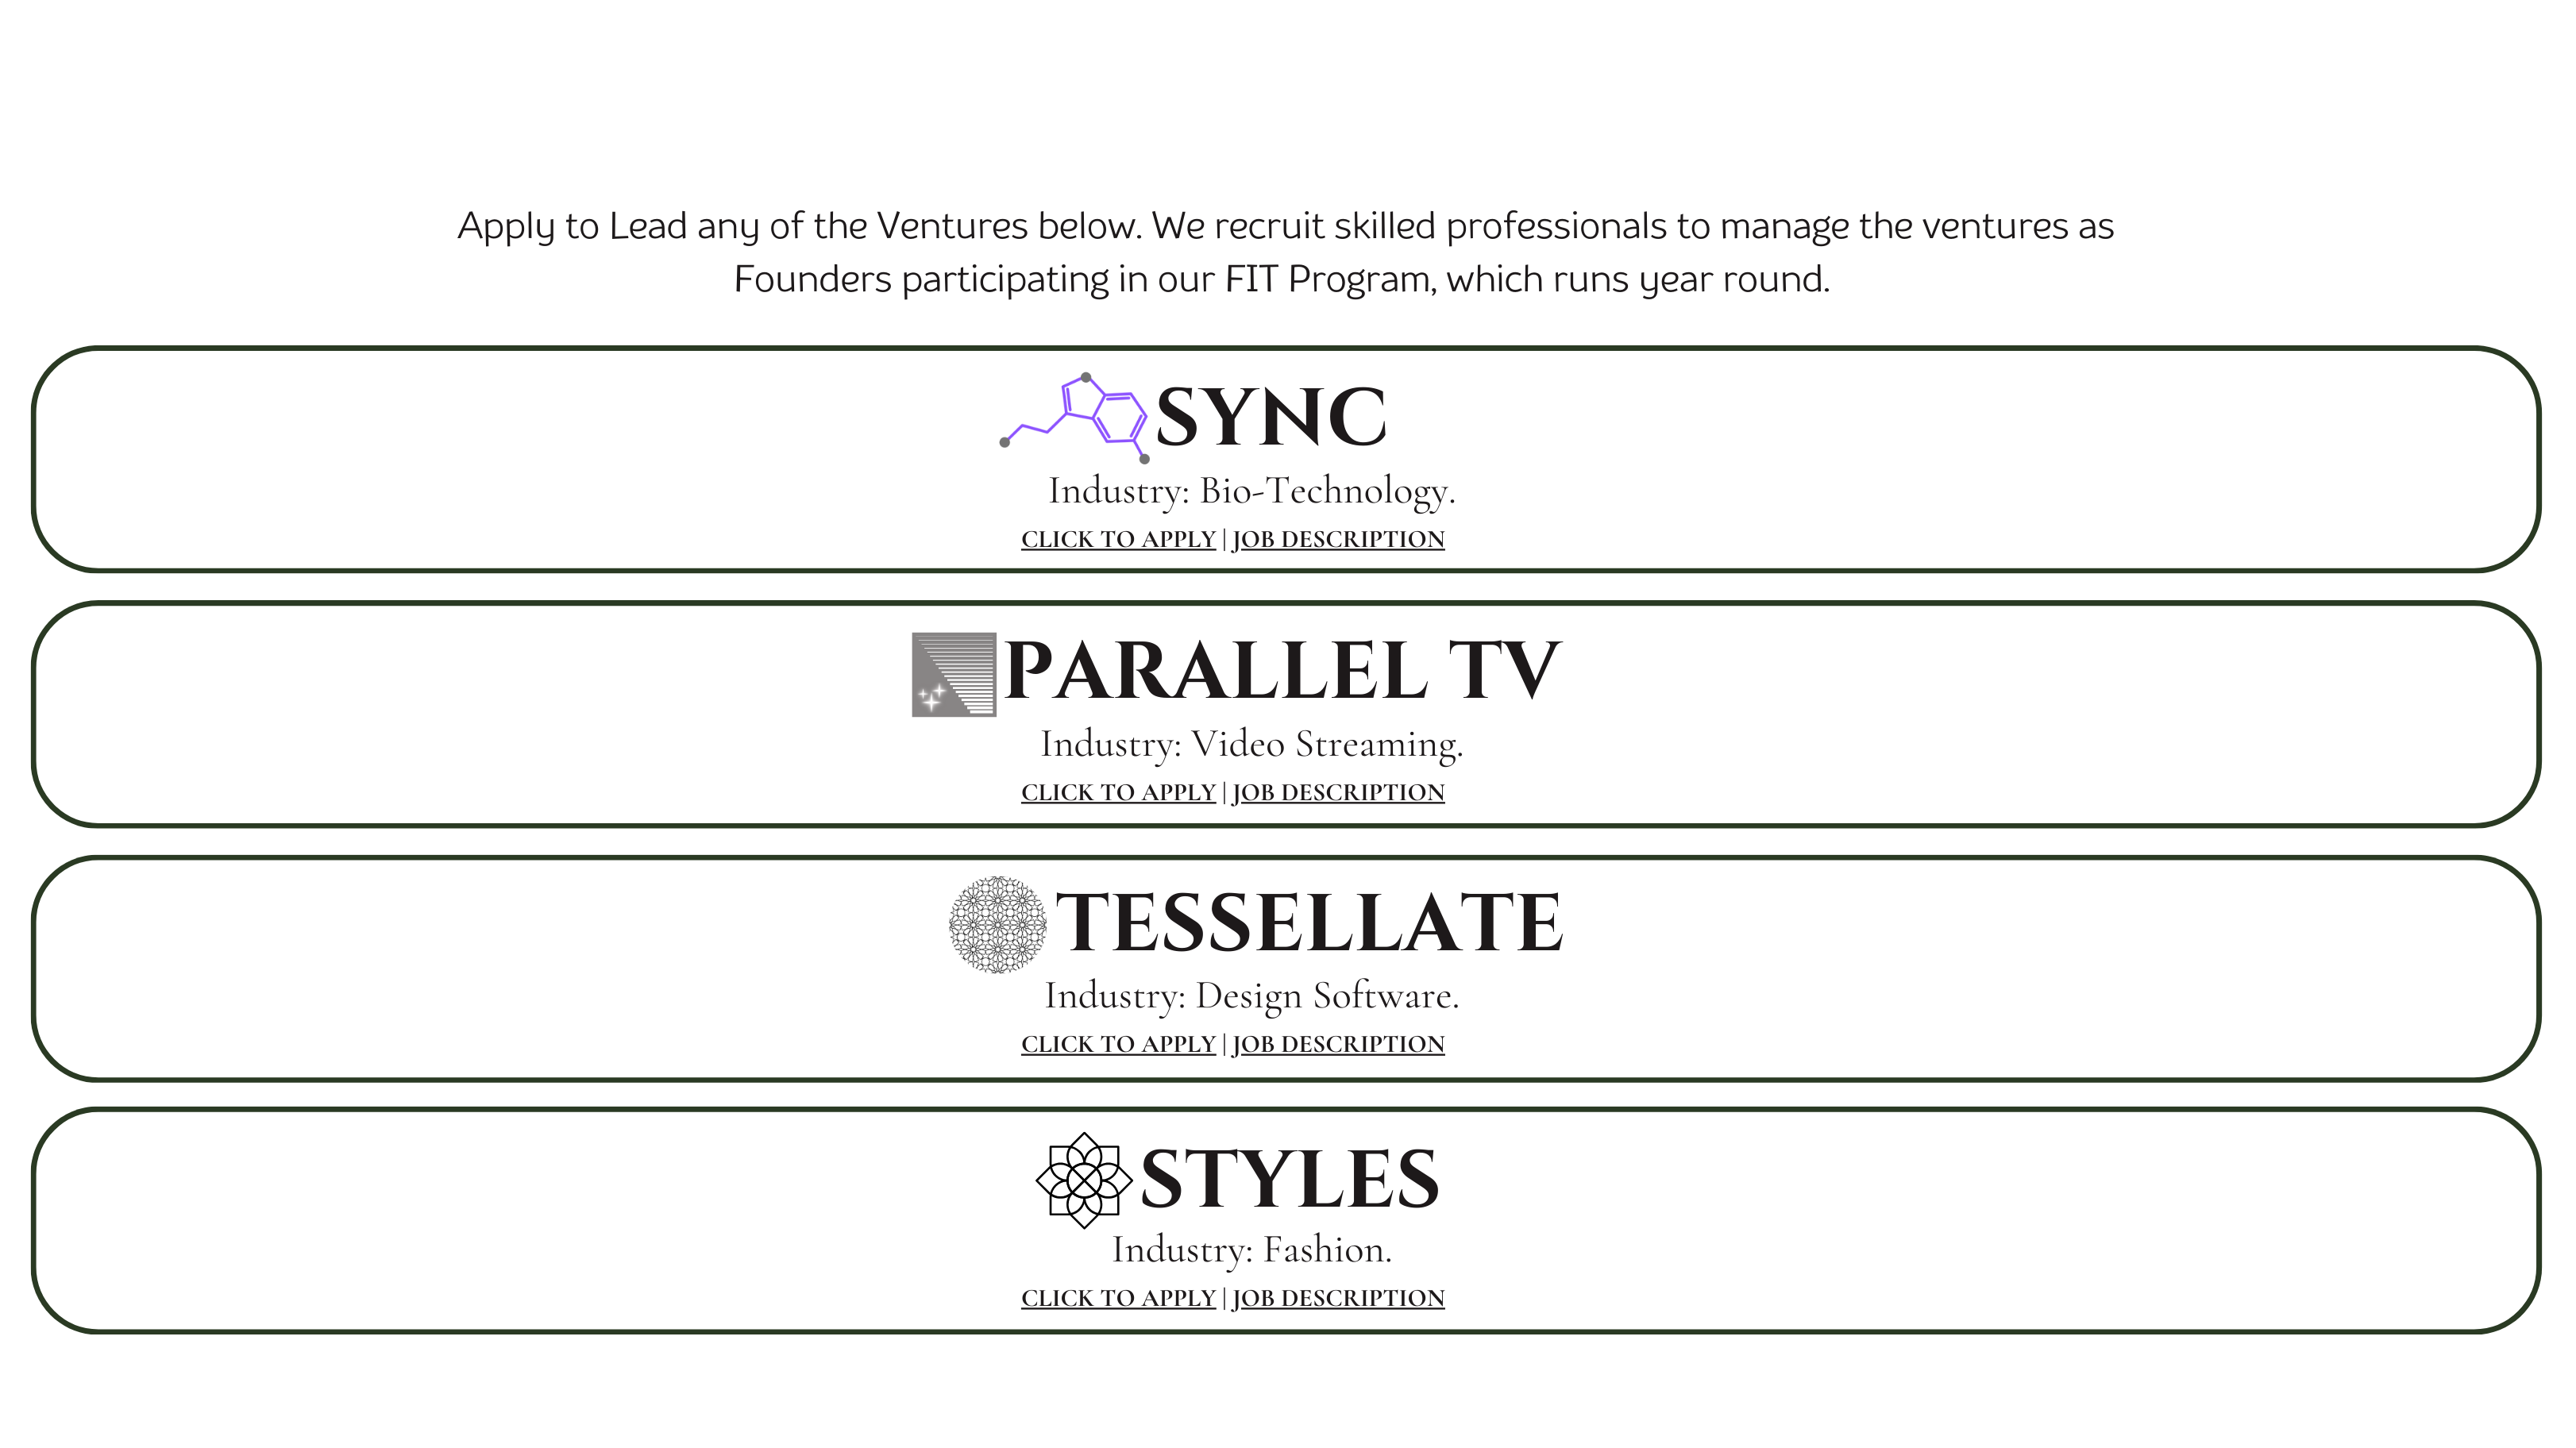 Apply to Lead any of the Ventures below. We recruit skilled professionals to manage the ventures as
Founders participating in our FIT Program, which runs year round.
SYNC
Industry: Bio-Technology.
CLICK TO APPLY | JOB DESCRIPTION
PARALLEL TV
Industry: Video Streaming.
CLICK TO APPLY | JOB DESCRIPTION
TESSELLATE
Industry: Design Software.
CLICK TO APPLY | JOB DESCRIPTION
STYLES
Industry: Fashion.
CLICK TO APPLY | JOB DESCRIPTION